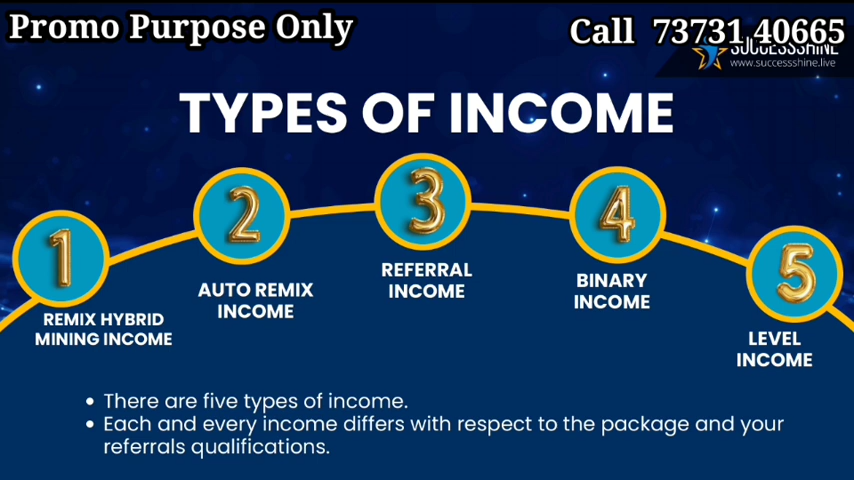 Promo Purpose Only
Call 73731 40665
SUCCESSSHINE
www.successshine.live
TYPES OF INCOME
1
2
3
4
5
REMIX HYBRID
MINING INCOME
AUTO REMIX
INCOME
REFERRAL
INCOME
BINARY
INCOME
LEVEL
INCOME
• There are five types of income.
• Each and every income differs with respect to the package and your
referrals qualifications.